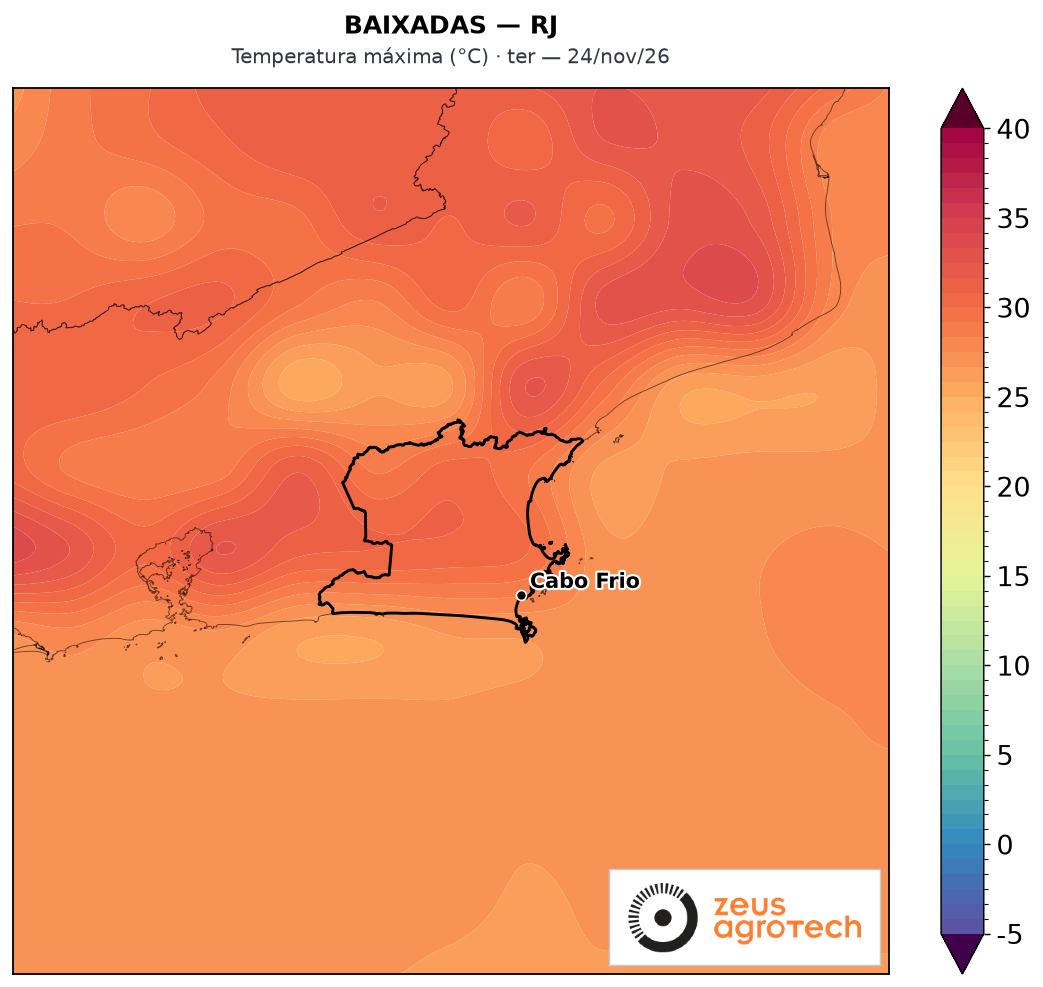 BAIXADAS — RJ
Temperatura máxima (°C) · ter — 24/nov/26
40
35
30
25
20
15
10
5
0
-5
Cabo Frio
zeus
agrotech